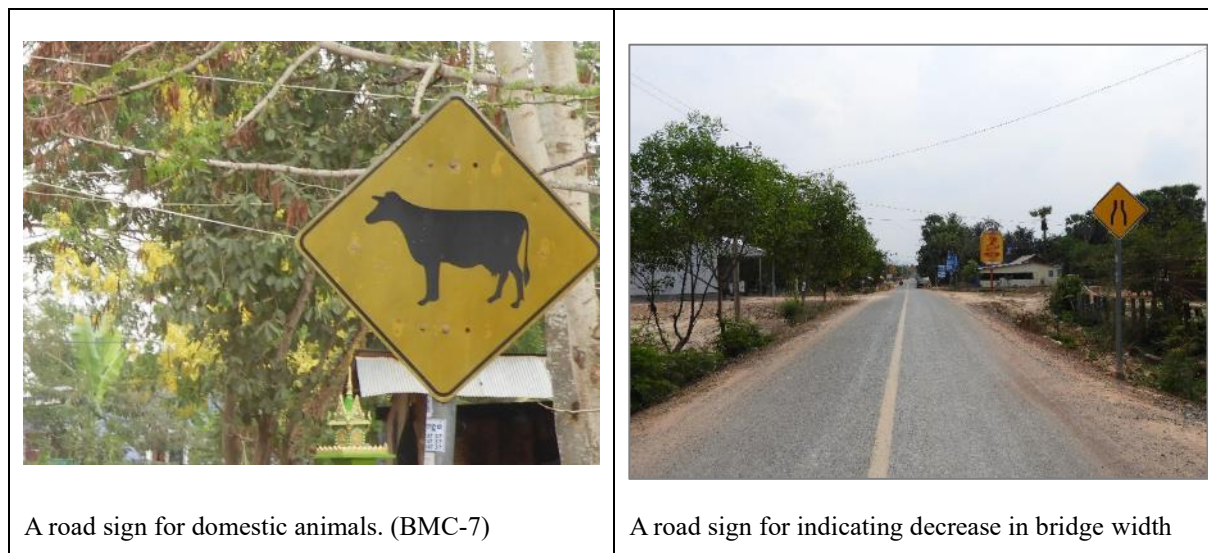 A road sign for domestic animals. (BMC-7)
A road sign for indicating decrease in bridge width